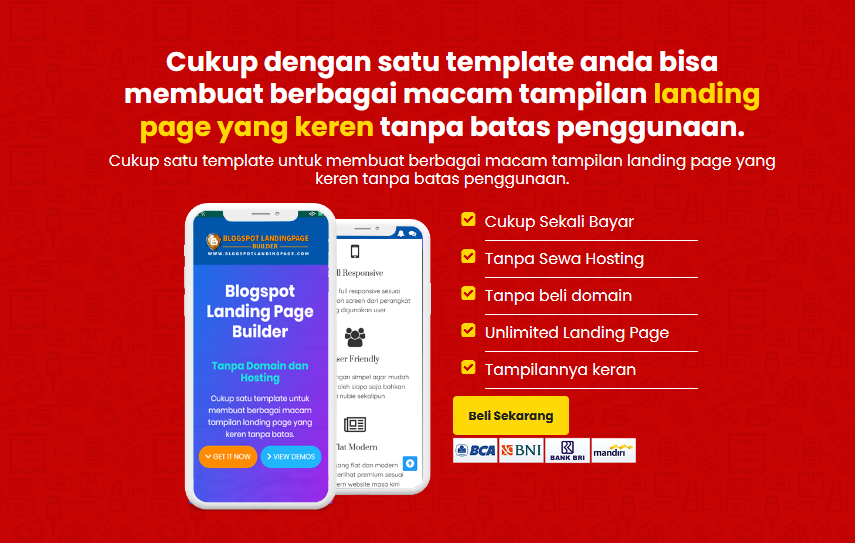 Cukup dengan satu template anda bisa
membuat berbagai macam tampilan landing
page yang keren tanpa batas penggunaan.
Cukup satu template untuk membuat berbagai macam tampilan landing page yang
keren tanpa batas penggunaan.
BLOGSPOT LANDINGPAGE
BUILDER
WWW.BLOGSPOTLANDINGPAGE.COM
Blogspot
Landing Page
Builder
Tanpa Domain dan
Hosting
Cukup satu template untuk
membuat berbagai macam
tampilan landing page yang
keren tanpa batas.
GET IT NOW
VIEW DEMOS
ll Responsive
full responsive sesuai
an screen dari perangkat
g digunakan user
ser Friendly
ngan simpel agar mudah
oleh siapa saja bahkan
i nubie sekalipun
lat Modern
ang flat dan modern
erlihat premium sesuai
dern website masa kini
Cukup Sekali Bayar
Tanpa Sewa Hosting
Tanpa beli domain
Unlimited Landing Page
Tampilannya keran
Beli Sekarang
BCA
BNI
BANK BRI
mandiri